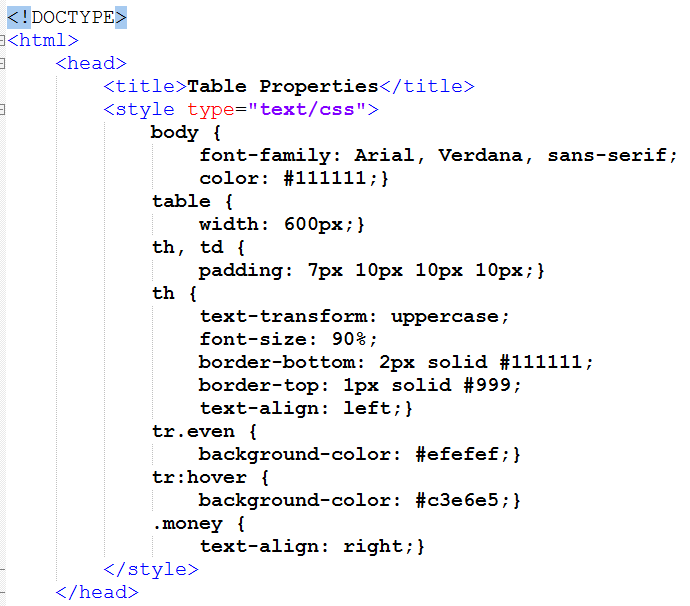 <!DOCTYPE>
<html>
<head>
<title>Table Properties</title>
<style type="text/css">
body {
font-family: Arial, Verdana, sans-serif;
color: #111111;}
table {
width: 600px;}
th, td {
padding: 7px 10px 10px 10px;}
th {
text-transform: uppercase;
font-size: 90%;
border-bottom: 2px solid #111111;
border-top: 1px solid #999;
text-align: left;}
tr.even {
background-color: #efefef;}
tr:hover {
background-color: #c3e6e5;}
.money {
text-align: right;}
</style>
</head>